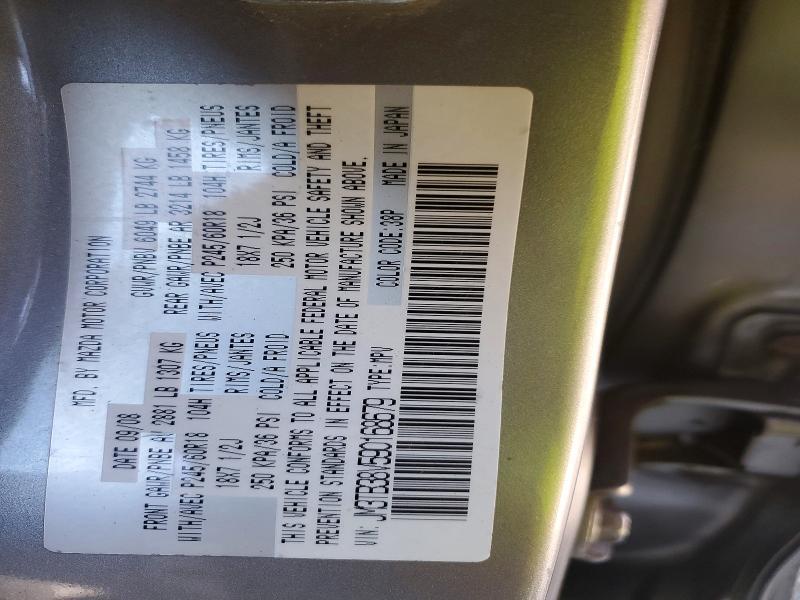 MFD. BY MAZDA MOTOR CORPORATION
DATE 09/08 GVWR/PNBV 6049 LB 2744 KG
FRONT GAWR/PNBE AV 2881 LB 1307 KG REAR GAWR/PNBE AR 3214 LB 1458 KG
WITH/AVEC P245/60R18 104H TIRES/PNEUS WITH/AVEC P245/60R18 104H TIRES/PNEUS
18X7 1/2J RIMS/JANTES 18X7 1/2J RIMS/JANTES
250 KPA/36 PSI COLD/A FROID 250 KPA/36 PSI COLD/A FROID
THIS VEHICLE CONFORMS TO ALL APPLICABLE FEDERAL MOTOR VEHICLE SAFETY AND THEFT
PREVENTION STANDARDS IN EFFECT ON THE DATE OF MANUFACTURE SHOWN ABOVE.
VIN: JM3TB38V590168679 TYPE:MPV COLOR CODE:38P MADE IN JAPAN